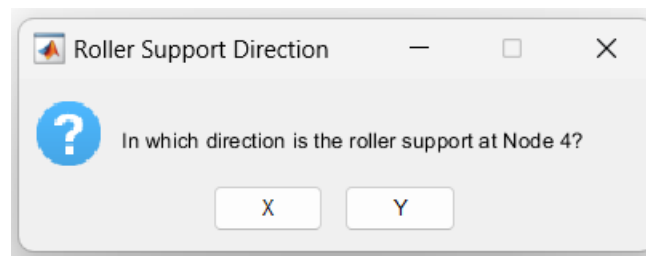 Roller Support Direction
In which direction is the roller support at Node 4?
X
Y